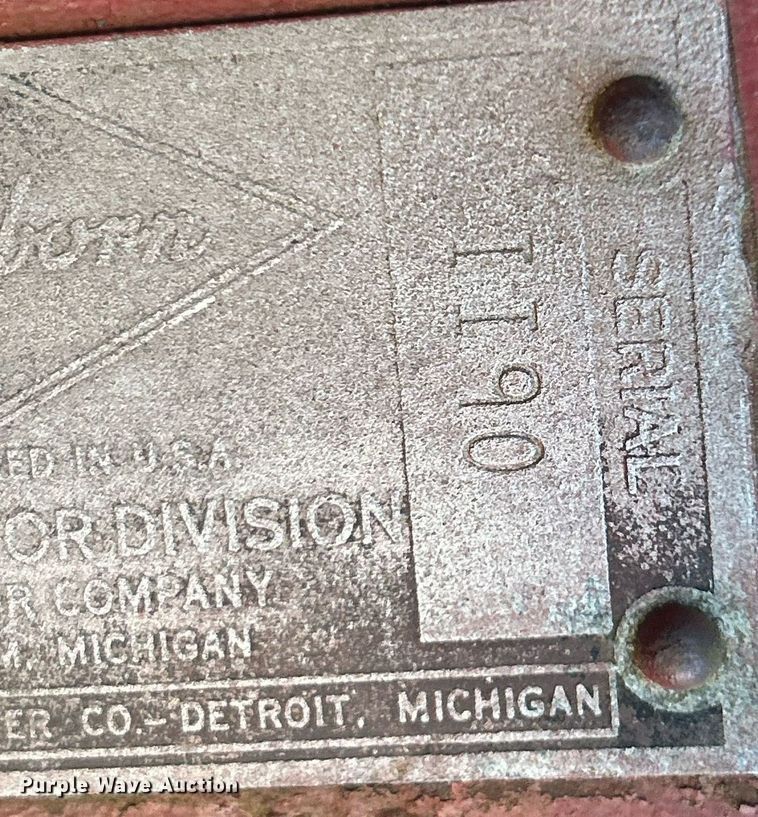 born
SERIAL
1190
ED IN U.S.A.
OR DIVISION
R COMPANY
M, MICHIGAN
ER CO.- DETROIT, MICHIGAN
Purple Wave Auction